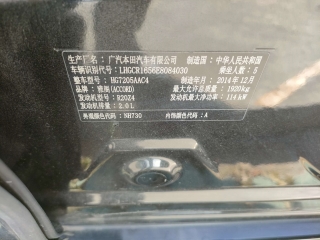 生产厂名：广汽本田汽车有限公司 制造国：中华人民共和国
车辆识别代号：LHGCR1656E8084030 乘坐人数：5
整车型号：HG7205AAC4 制造年月：2014年12月
品牌：雅阁(ACCORD) 最大允许总质量：1920kg
发动机型号：R20Z4 发动机最大净功率：114kW
发动机排量：2.0L
外观颜色代码：NH730 内饰颜色代码：A